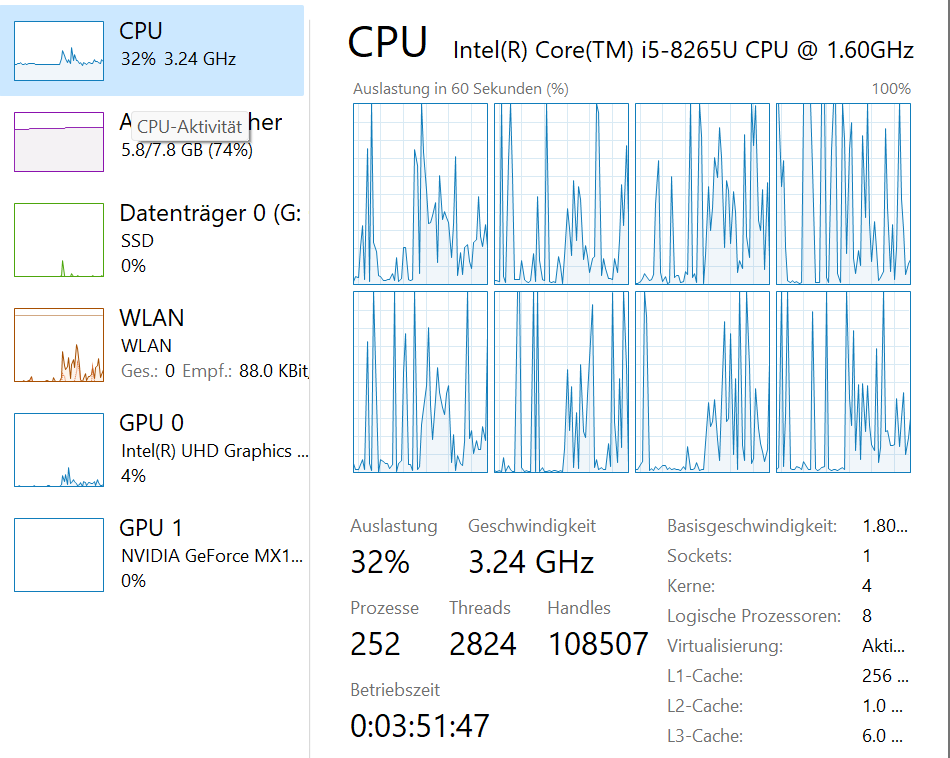 CPU
32% 3.24 GHz
A her
CPU-Aktivität
5.8/7.8 GB (74%)
Datenträger 0 (G:
SSD
0%
WLAN
WLAN
Ges.: 0 Empf.: 88.0 KBit
GPU 0
Intel(R) UHD Graphics ...
4%
GPU 1
NVIDIA GeForce MX1...
0%
CPU Intel(R) Core(TM) i5-8265U CPU @ 1.60GHz
Auslastung in 60 Sekunden (%) 100%
Auslastung Geschwindigkeit
32% 3.24 GHz
Prozesse Threads Handles
252 2824 108507
Betriebszeit
0:03:51:47
Basisgeschwindigkeit: 1.80...
Sockets: 1
Kerne: 4
Logische Prozessoren: 8
Virtualisierung: Akti...
L1-Cache: 256 ...
L2-Cache: 1.0 ...
L3-Cache: 6.0 ...